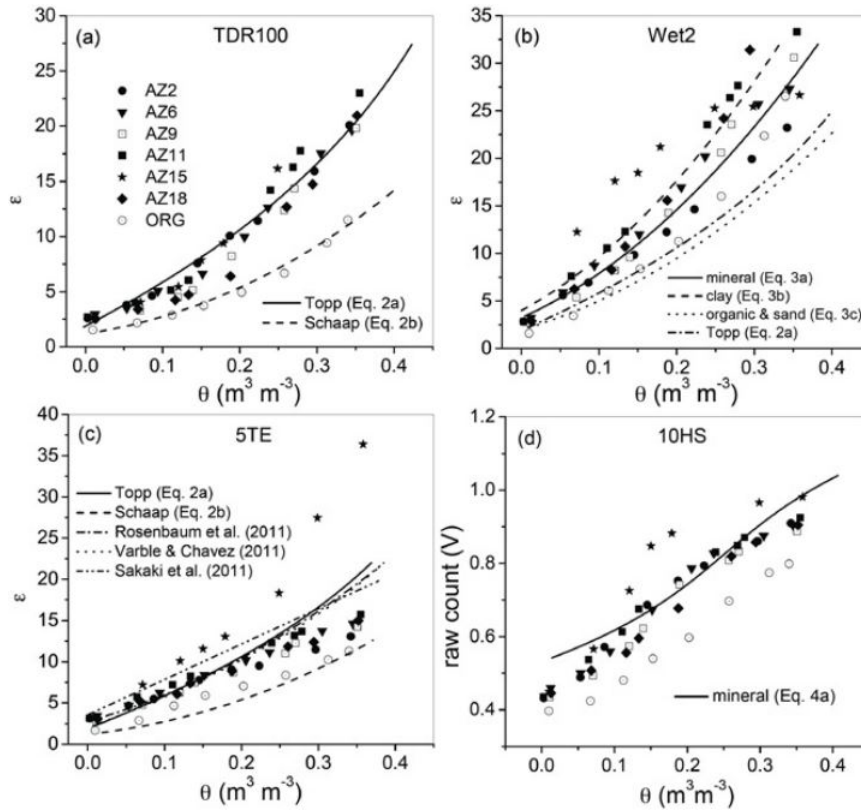 (a) TDR100
30
25
20
15
10
5
0
ε
AZ2
AZ6
AZ9
AZ11
AZ15
AZ18
ORG
Topp (Eq. 2a)
Schaap (Eq. 2b)
0.0 0.1 0.2 0.3 0.4
θ (m³ m⁻³)
(b) Wet2
35
30
25
20
15
10
5
0
ε
mineral (Eq. 3a)
clay (Eq. 3b)
organic & sand (Eq. 3c)
Topp (Eq. 2a)
0.0 0.1 0.2 0.3 0.4
θ (m³ m⁻³)
(c) 5TE
40
35
30
25
20
15
10
5
0
ε
Topp (Eq. 2a)
Schaap (Eq. 2b)
Rosenbaum et al. (2011)
Varble & Chavez (2011)
Sakaki et al. (2011)
0.0 0.1 0.2 0.3 0.4
θ (m³ m⁻³)
(d) 10HS
1.2
1.0
0.8
0.6
0.4
raw count (V)
mineral (Eq. 4a)
0.0 0.1 0.2 0.3 0.4
θ (m³m⁻³)